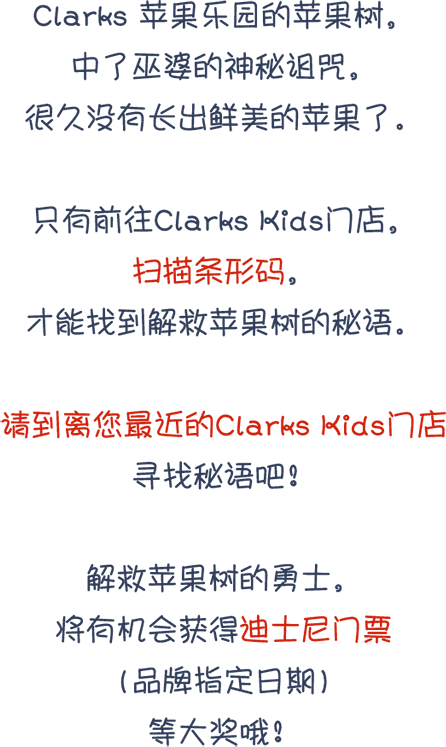 Clarks 苹果乐园的苹果树，
中了巫婆的神秘诅咒，
很久没有长出鲜美的苹果了。
只有前往Clarks Kids门店，
扫描条形码，
才能找到解救苹果树的秘语。
请到离您最近的Clarks Kids门店
寻找秘语吧！
解救苹果树的勇士，
将有机会获得迪士尼门票
（品牌指定日期）
等大奖哦！